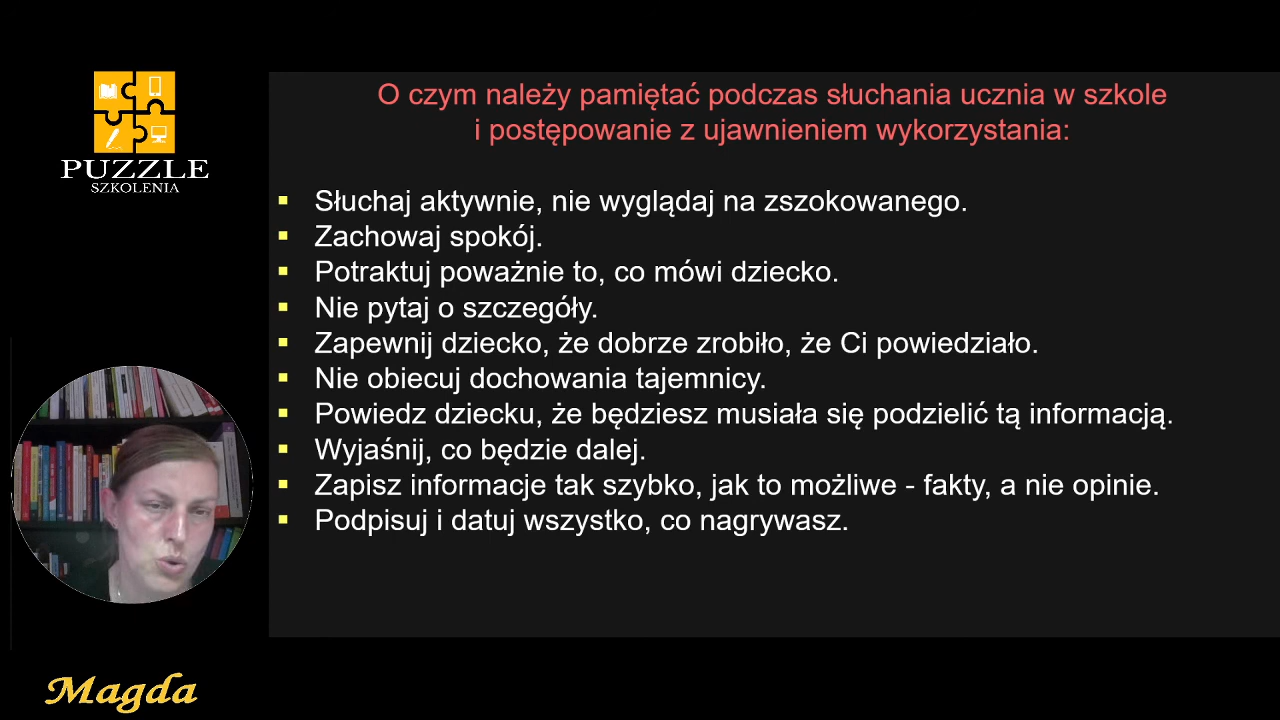 PUZZLE
SZKOLENIA
O czym należy pamiętać podczas słuchania ucznia w szkole
i postępowanie z ujawnieniem wykorzystania:
Słuchaj aktywnie, nie wyglądaj na zszokowanego.
Zachowaj spokój.
Potraktuj poważnie to, co mówi dziecko.
Nie pytaj o szczegóły.
Zapewnij dziecko, że dobrze zrobiło, że Ci powiedziało.
Nie obiecuj dochowania tajemnicy.
Powiedz dziecku, że będziesz musiała się podzielić tą informacją.
Wyjaśnij, co będzie dalej.
Zapisz informacje tak szybko, jak to możliwe - fakty, a nie opinie.
Podpisuj i datuj wszystko, co nagrywasz.
Magda